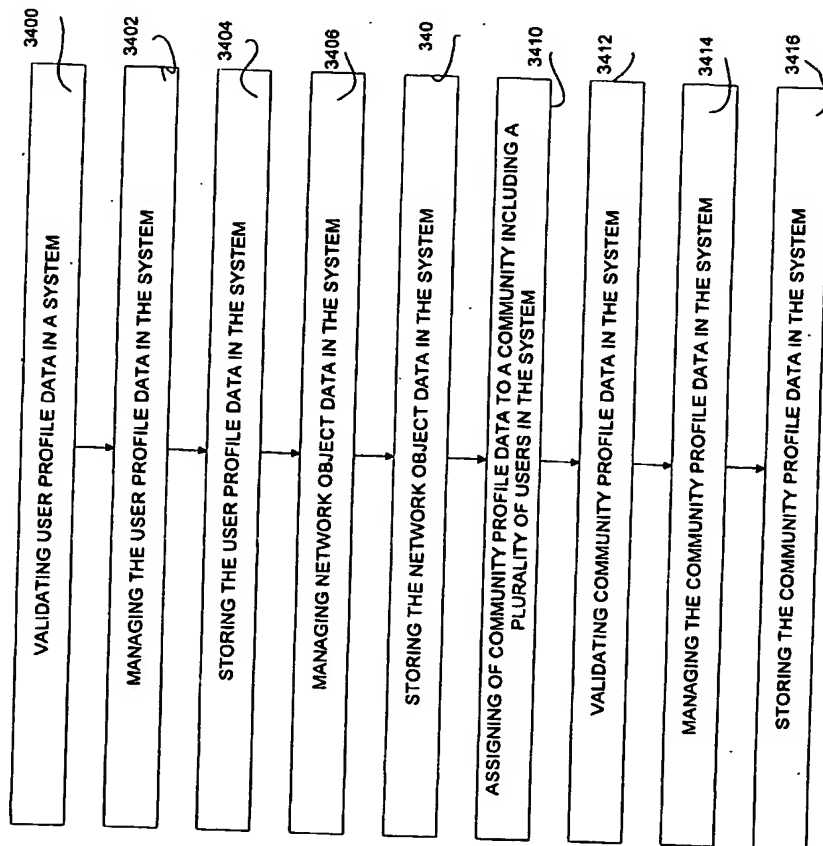 3400
VALIDATING USER PROFILE DATA IN A SYSTEM
3402
MANAGING THE USER PROFILE DATA IN THE SYSTEM
3404
STORING THE USER PROFILE DATA IN THE SYSTEM
3406
MANAGING NETWORK OBJECT DATA IN THE SYSTEM
340
STORING THE NETWORK OBJECT DATA IN THE SYSTEM
3410
ASSIGNING OF COMMUNITY PROFILE DATA TO A COMMUNITY INCLUDING A
PLURALITY OF USERS IN THE SYSTEM
3412
VALIDATING COMMUNITY PROFILE DATA IN THE SYSTEM
3414
MANAGING THE COMMUNITY PROFILE DATA IN THE SYSTEM
3416
STORING THE COMMUNITY PROFILE DATA IN THE SYSTEM